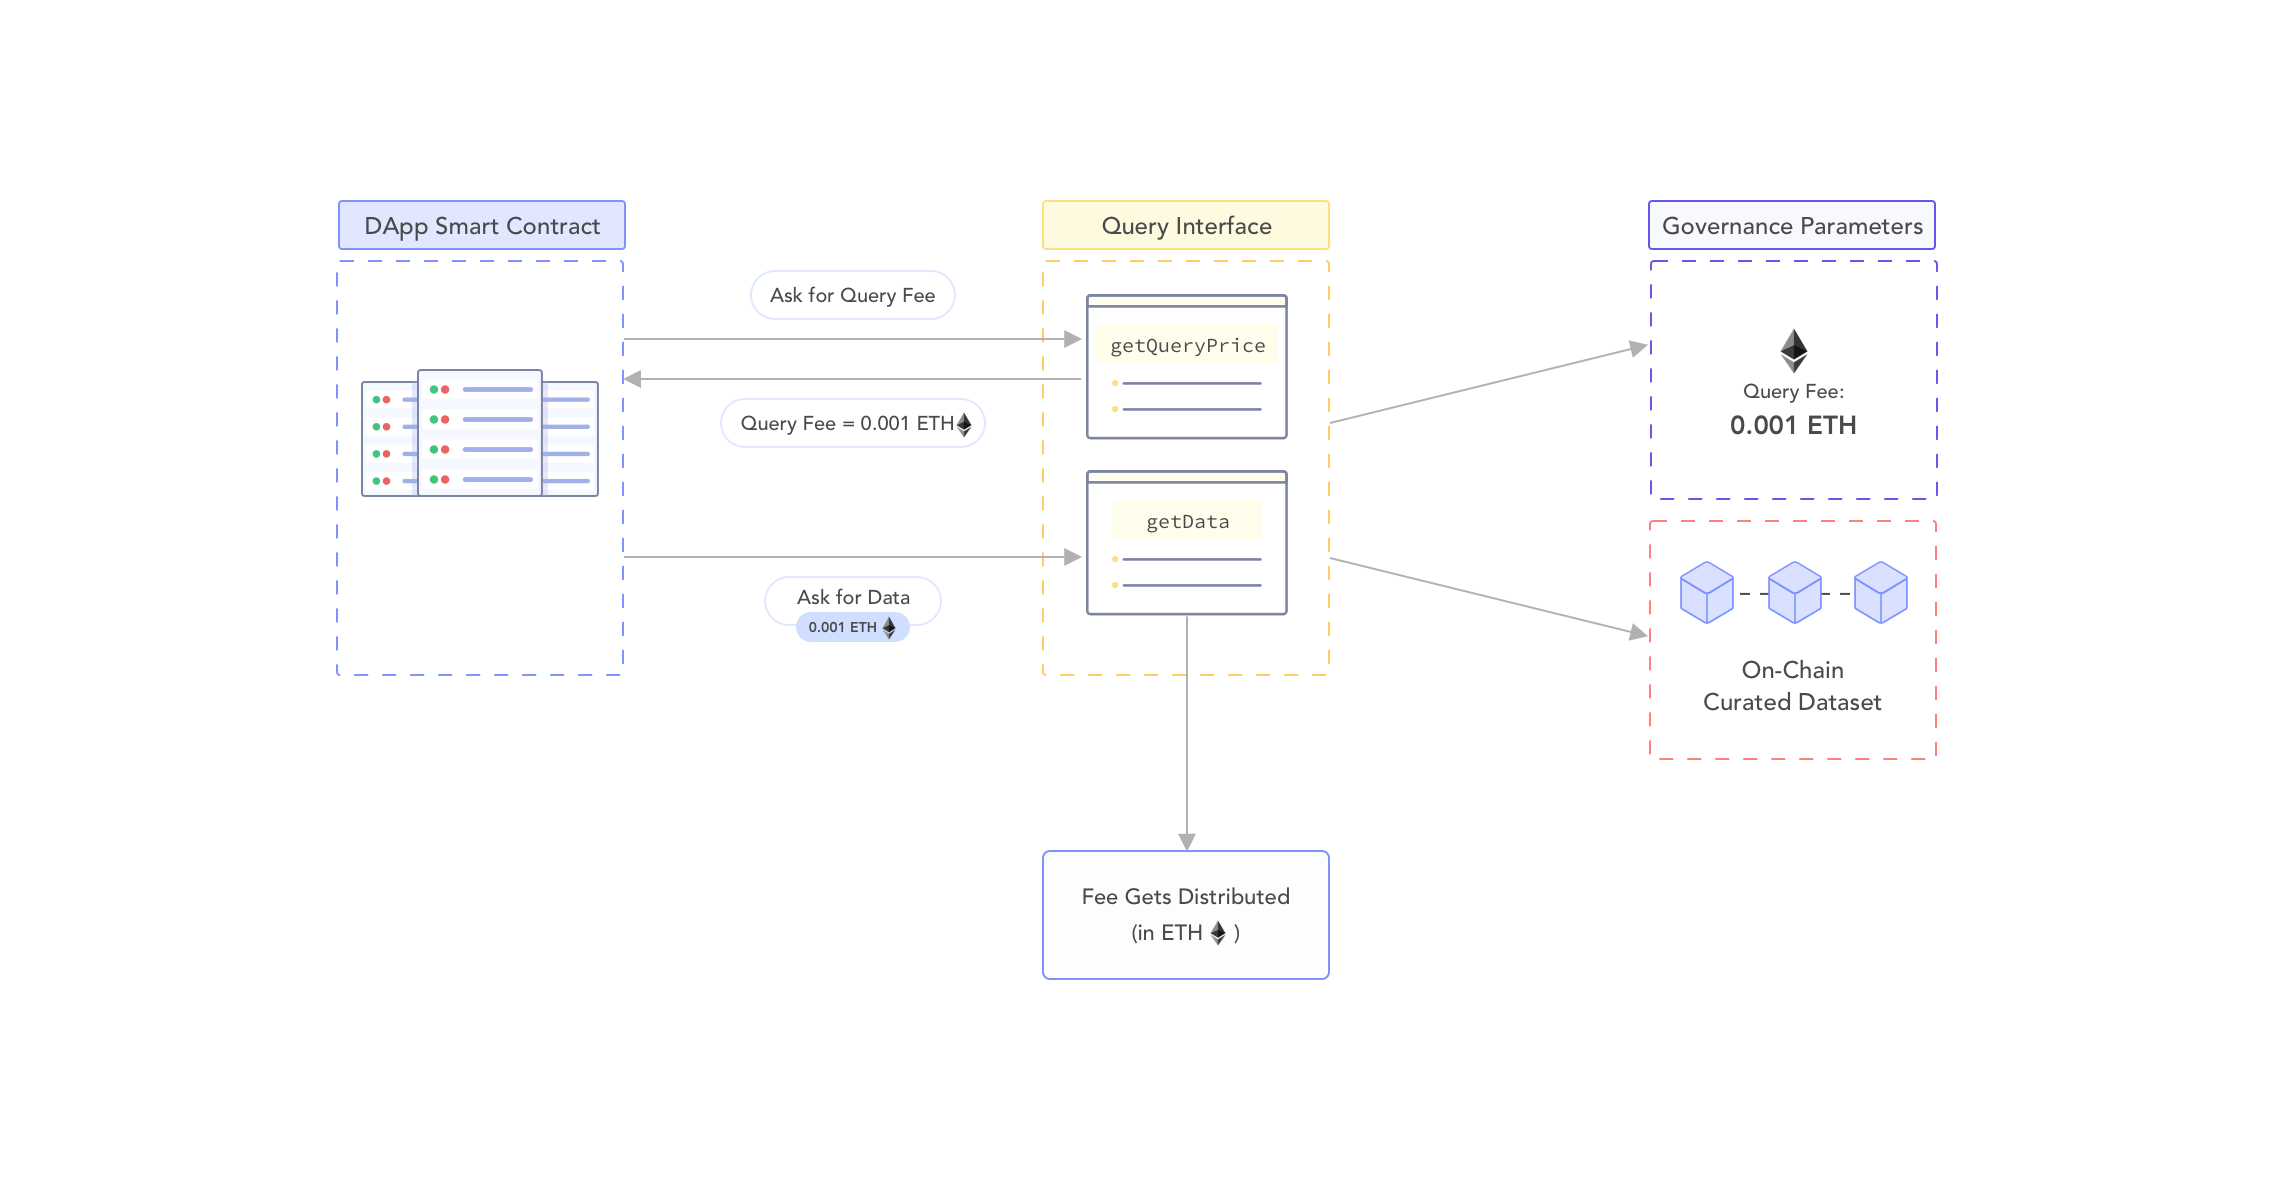 DApp Smart Contract
Query Interface
Governance Parameters
Ask for Query Fee
getQueryPrice
Query Fee = 0.001 ETH
Query Fee:
0.001 ETH
getData
Ask for Data
0.001 ETH
On-Chain
Curated Dataset
Fee Gets Distributed
(in ETH )